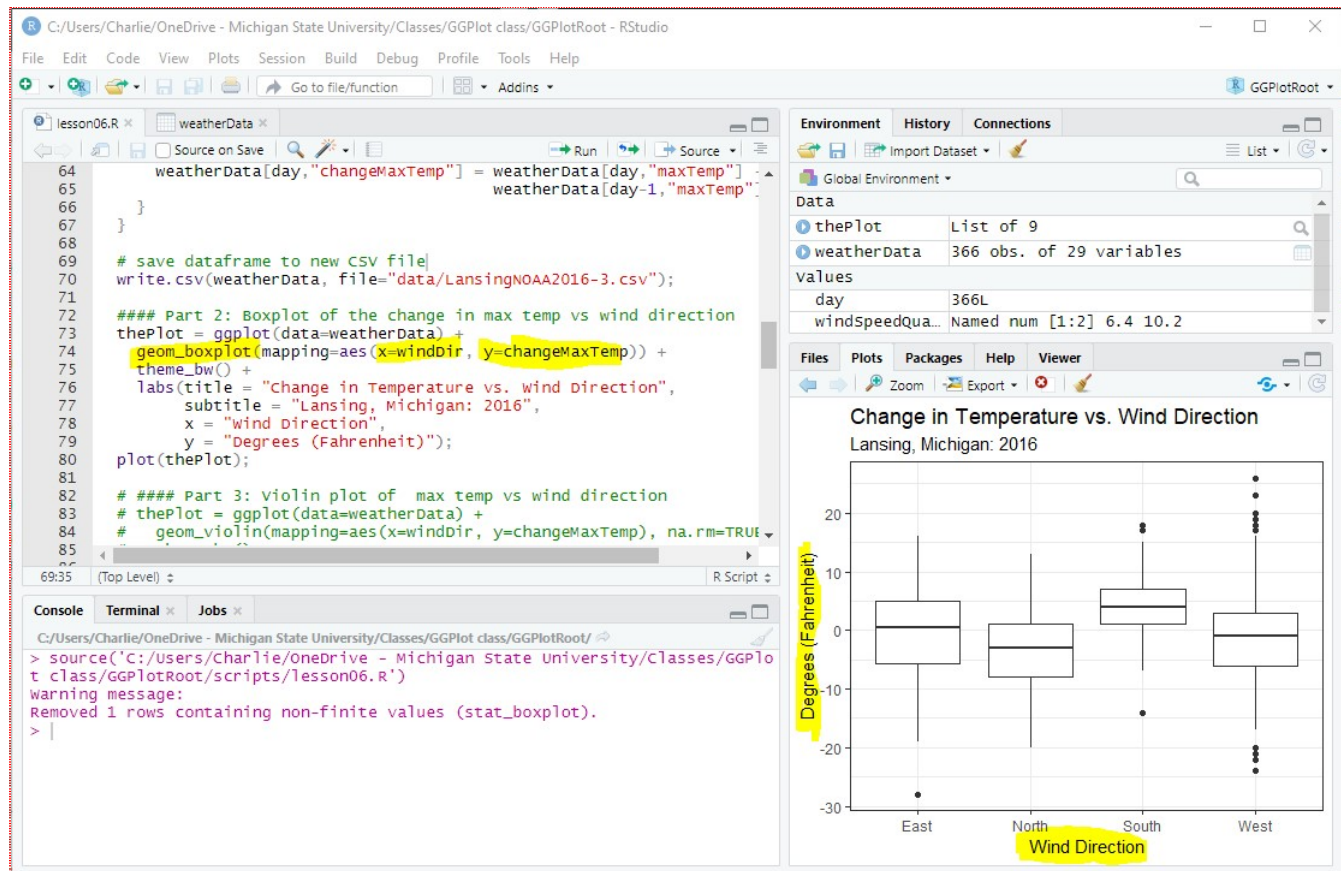 C:/Users/Charlie/OneDrive - Michigan State University/Classes/GGPlot class/GGPlotRoot - RStudio
File Edit Code View Plots Session Build Debug Profile Tools Help
Go to file/function Addins GGPlotRoot
lesson06.R weatherData
Source on Save Run Source
64 weatherData[day,"changeMaxTemp"] = weatherData[day,"maxTemp"] -
65 weatherData[day-1,"maxTemp"]
66 }
67 }
68
69 # save dataframe to new CSV file
70 write.csv(weatherData, file="data/LansingNOAA2016-3.csv");
71
72 #### Part 2: Boxplot of the change in max temp vs wind direction
73 thePlot = ggplot(data=weatherData) +
74 geom_boxplot(mapping=aes(x=windDir, y=changeMaxTemp)) +
75 theme_bw() +
76 labs(title = "Change in Temperature vs. Wind Direction",
77 subtitle = "Lansing, Michigan: 2016",
78 x = "Wind Direction",
79 y = "Degrees (Fahrenheit)");
80 plot(thePlot);
81
82 # #### Part 3: Violin plot of  max temp vs wind direction
83 # thePlot = ggplot(data=weatherData) +
84 #   geom_violin(mapping=aes(x=windDir, y=changeMaxTemp), na.rm=TRUE
85
69:35 (Top Level) R Script
Console Terminal Jobs
C:/Users/Charlie/OneDrive - Michigan State University/Classes/GGPlot class/GGPlotRoot/
> source('C:/Users/Charlie/OneDrive - Michigan State University/Classes/GGPlo
t class/GGPlotRoot/scripts/lesson06.R')
Warning message:
Removed 1 rows containing non-finite values (stat_boxplot).
>
Environment History Connections
Import Dataset List
Global Environment
Data
thePlot List of 9
weatherData 366 obs. of 29 variables
Values
day 366L
windSpeedQua… Named num [1:2] 6.4 10.2
Files Plots Packages Help Viewer
Zoom Export
Change in Temperature vs. Wind Direction
Lansing, Michigan: 2016
Degrees (Fahrenheit)
20
10
0
-10
-20
-30
East North South West
Wind Direction